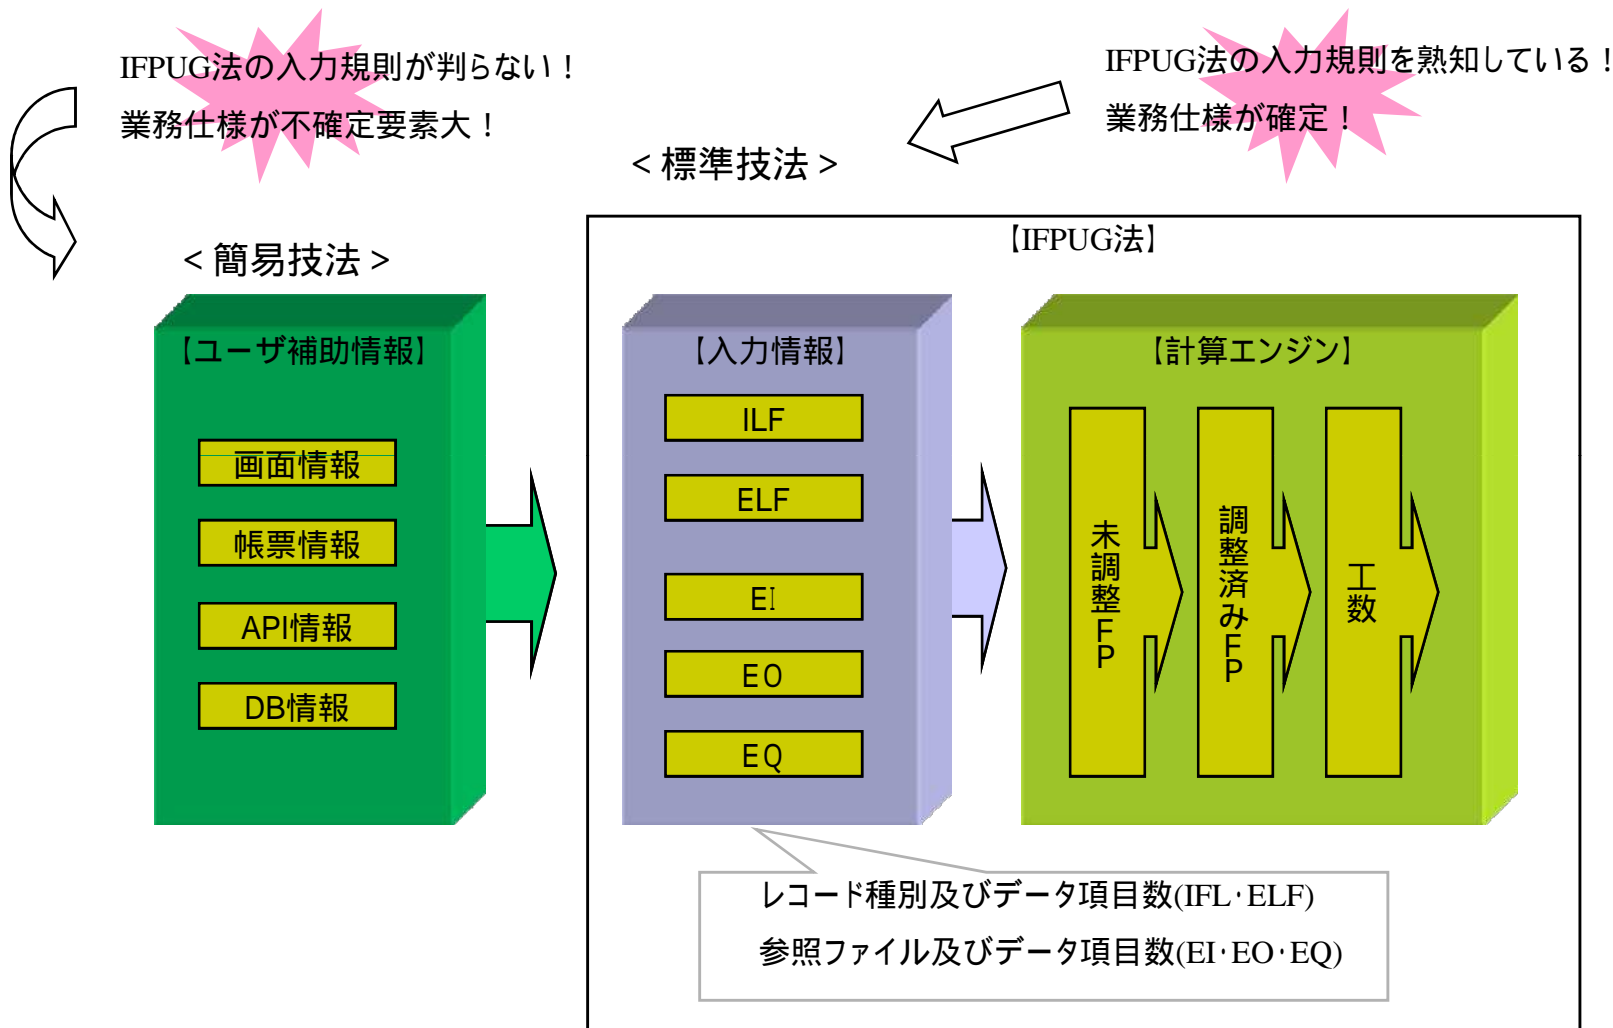 IFPUG法の入力規則が判らない！
業務仕様が不確定要素大！
IFPUG法の入力規則を熟知している！
業務仕様が確定！
＜標準技法＞
＜簡易技法＞
【IFPUG法】
【ユーザ補助情報】
画面情報
帳票情報
API情報
DB情報
【入力情報】
ILF
ELF
EI
EO
EQ
【計算エンジン】
未調整FP
調整済みFP
工数
レコード種別及びデータ項目数(IFL･ELF)
参照ファイル及びデータ項目数(EI･EO･EQ)